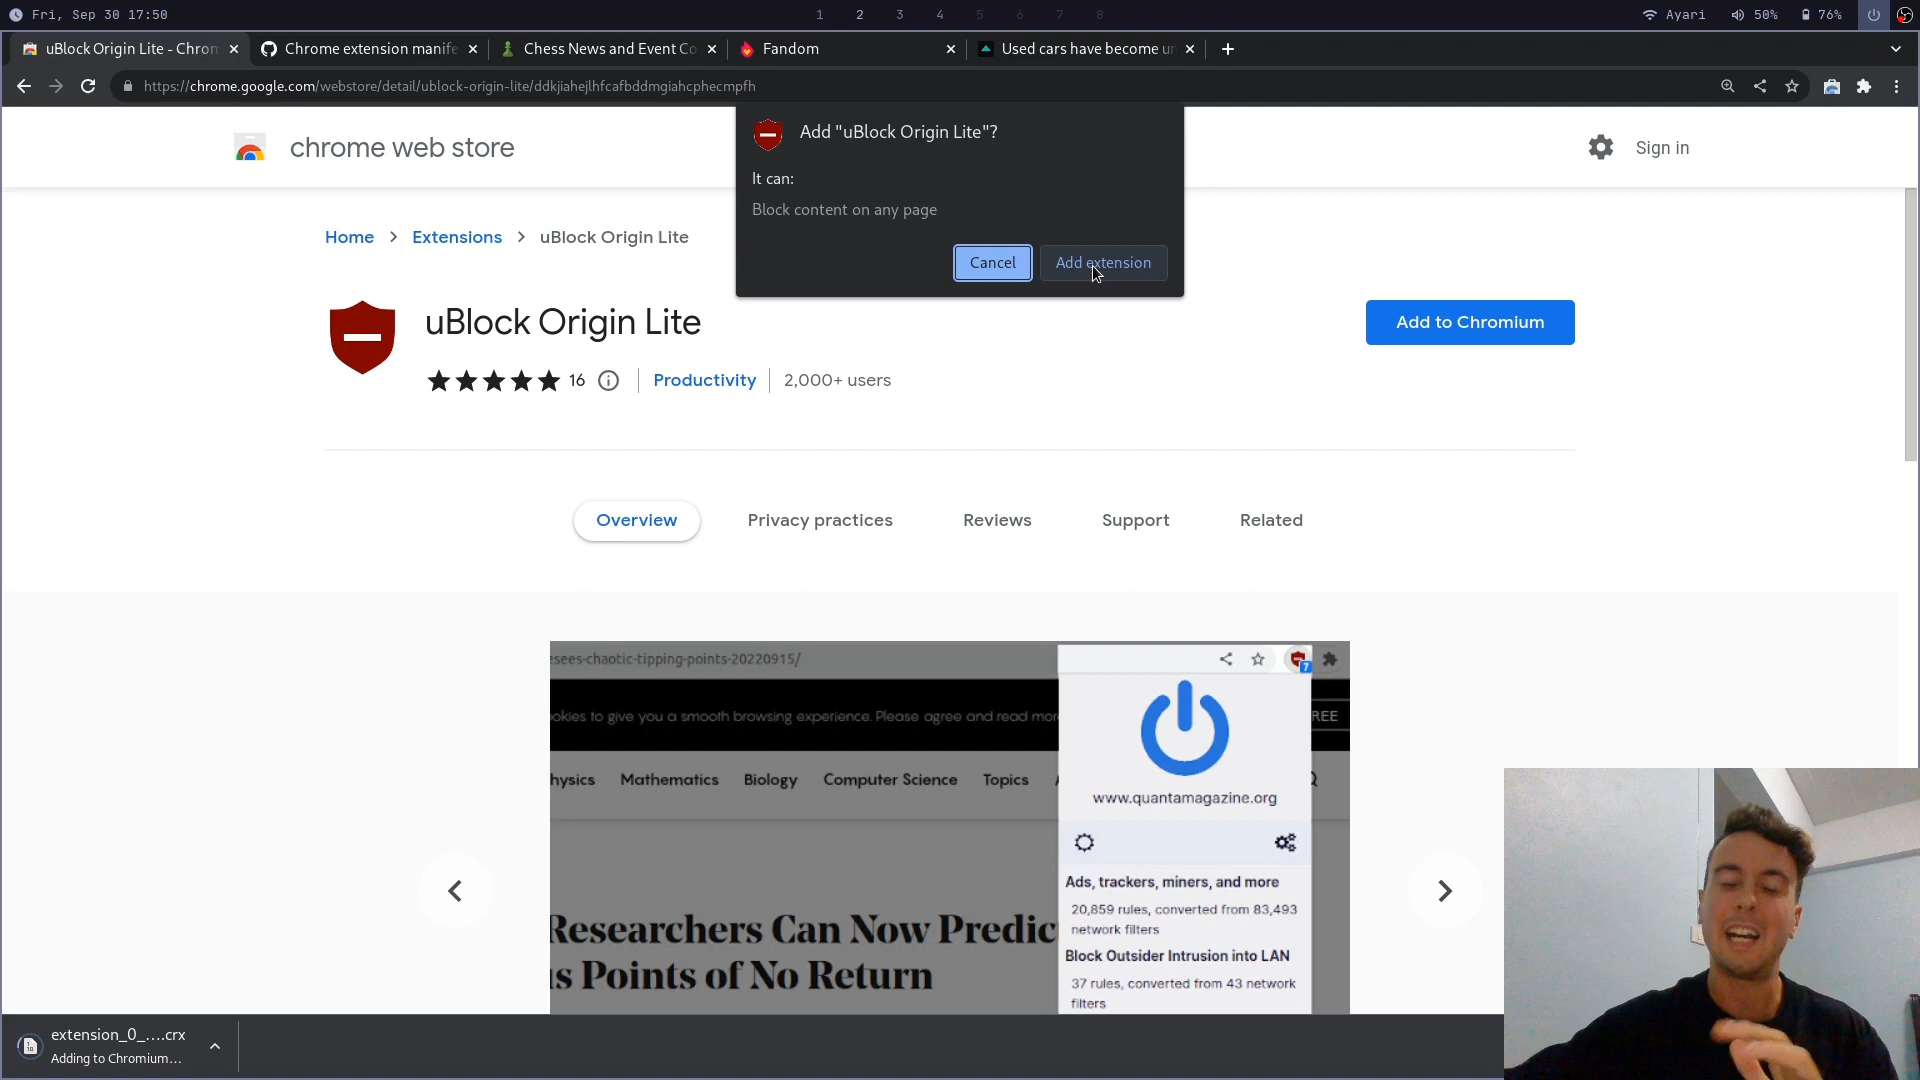 Fri, Sep 30 17:50
1 2 3 4 5 6 7 8
Ayari 50% 76%
uBlock Origin Lite - Chrom
Chrome extension manife
Chess News and Event Co
Fandom
Used cars have become un
https://chrome.google.com/webstore/detail/ublock-origin-lite/ddkjiahejlhfcafbddmgiahcphecmpfh
chrome web store
Sign in
Add "uBlock Origin Lite"?
It can:
Block content on any page
Cancel
Add extension
Home > Extensions > uBlock Origin Lite
uBlock Origin Lite
Add to Chromium
16
Productivity
2,000+ users
Overview
Privacy practices
Reviews
Support
Related
esees-chaotic-tipping-points-20220915/
7
ookies to give you a smooth browsing experience. Please agree and read mor
REE
hysics Mathematics Biology Computer Science Topics
www.quantamagazine.org
Ads, trackers, miners, and more
20,859 rules, converted from 83,493
network filters
Block Outsider Intrusion into LAN
37 rules, converted from 43 network
filters
Researchers Can Now Predic
s Points of No Return
extension_0_....crx
Adding to Chromium...